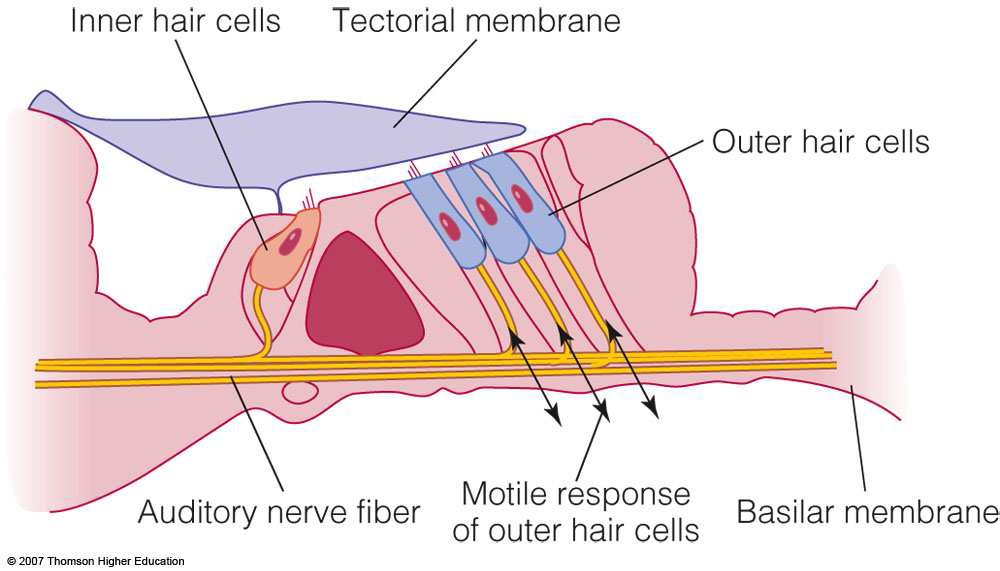 Inner hair cells
Tectorial membrane
Outer hair cells
Auditory nerve fiber
Motile response
of outer hair cells
Basilar membrane
© 2007 Thomson Higher Education